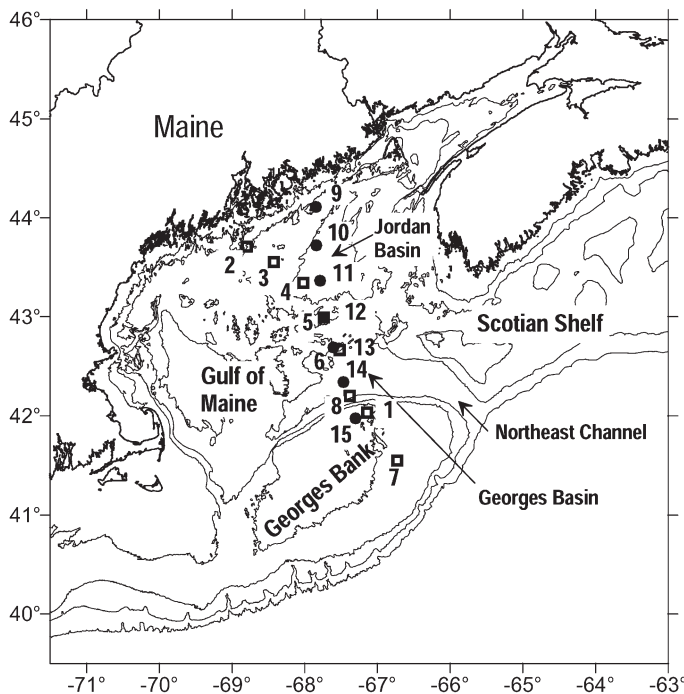 46°
45°
Maine
9
44°
10
Jordan
Basin
2
3
11
4
43°
12
5
Scotian Shelf
13
6
14
Gulf of
Maine
42°
8
1
15
Northeast Channel
7
Georges Bank
Georges Basin
41°
40°
-71° -70° -69° -68° -67° -66° -65° -64° -63°